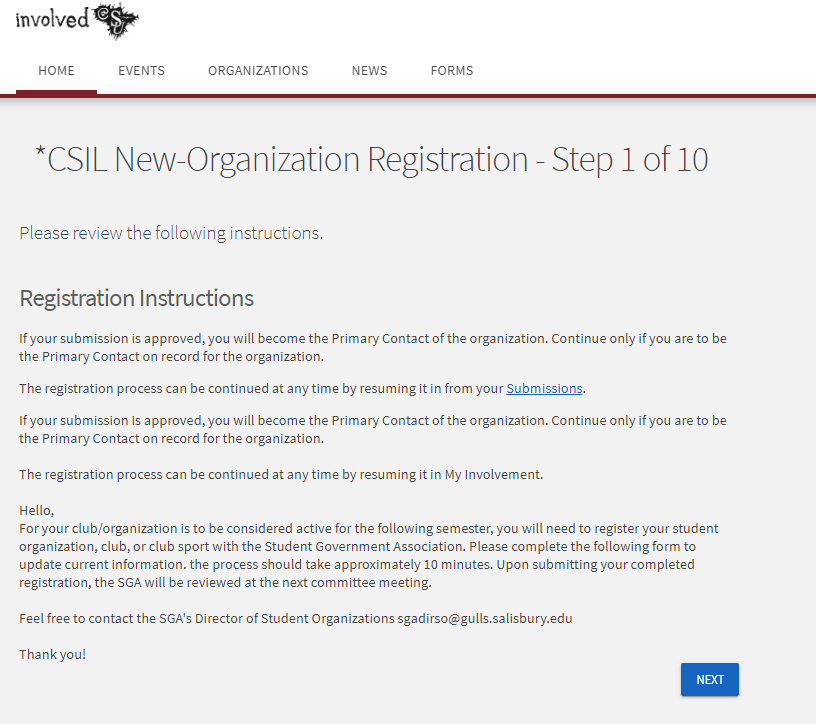 involved
HOME EVENTS ORGANIZATIONS NEWS FORMS
*CSIL New-Organization Registration - Step 1 of 10
Please review the following instructions.
Registration Instructions
If your submission is approved, you will become the Primary Contact of the organization. Continue only if you are to be
the Primary Contact on record for the organization.
The registration process can be continued at any time by resuming it in from your Submissions.
If your submission is approved, you will become the Primary Contact of the organization. Continue only if you are to be
the Primary Contact on record for the organization.
The registration process can be continued at any time by resuming it in My Involvement.
Hello,
For your club/organization is to be considered active for the following semester, you will need to register your student
organization, club, or club sport with the Student Government Association. Please complete the following form to
update current information. the process should take approximately 10 minutes. Upon submitting your completed
registration, the SGA will be reviewed at the next committee meeting.
Feel free to contact the SGA's Director of Student Organizations sgadirso@gulls.salisbury.edu
Thank you!
NEXT